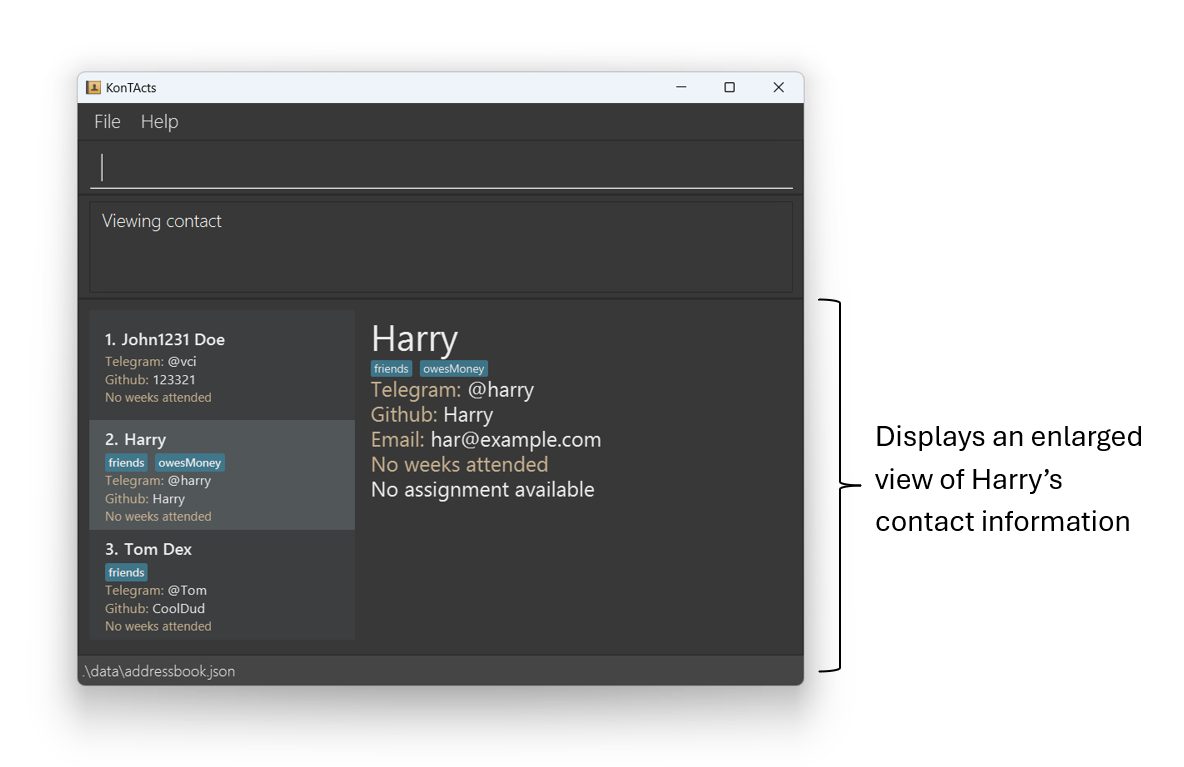 KonTActs
File Help
Viewing contact
1. John1231 Doe
Telegram: @vci
Github: 123321
No weeks attended
2. Harry
friends owesMoney
Telegram: @harry
Github: Harry
No weeks attended
3. Tom Dex
friends
Telegram: @Tom
Github: CoolDud
No weeks attended
Harry
friends owesMoney
Telegram: @harry
Github: Harry
Email: har@example.com
No weeks attended
No assignment available
.\data\addressbook.json
Displays an enlarged
view of Harry’s
contact information